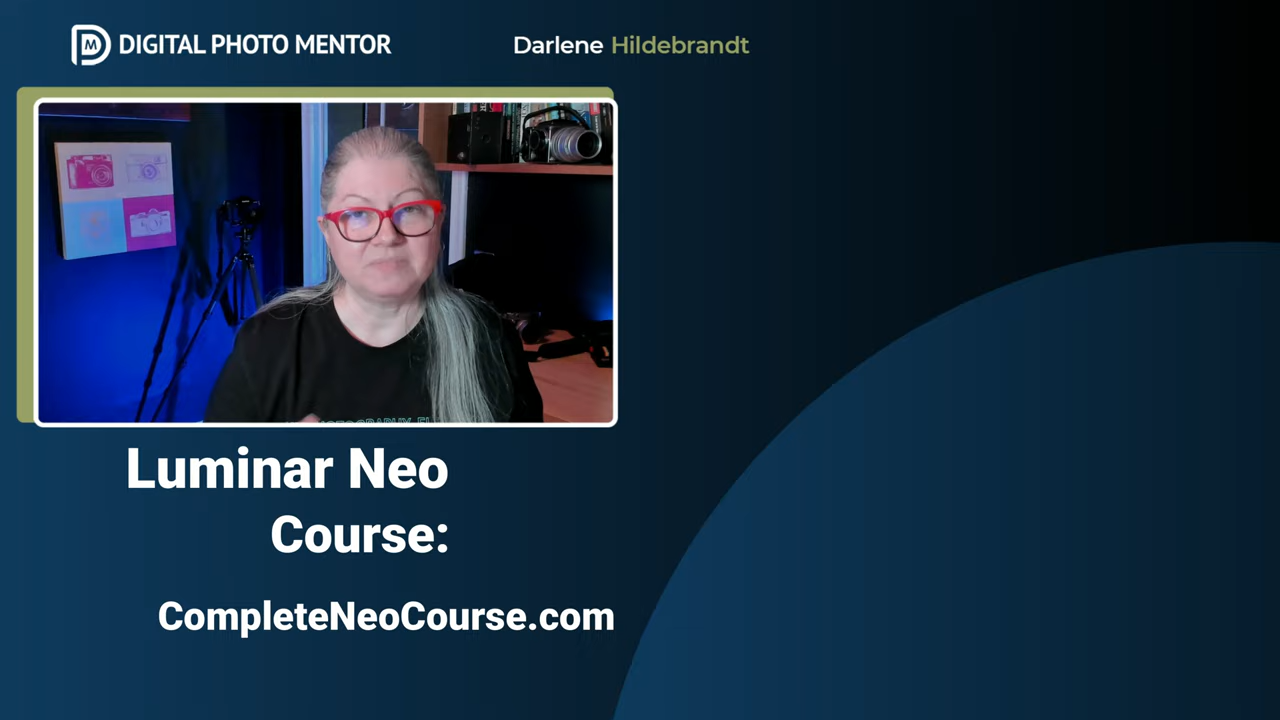 DIGITAL PHOTO MENTOR
Darlene Hildebrandt
Luminar Neo
Course:
CompleteNeoCourse.com